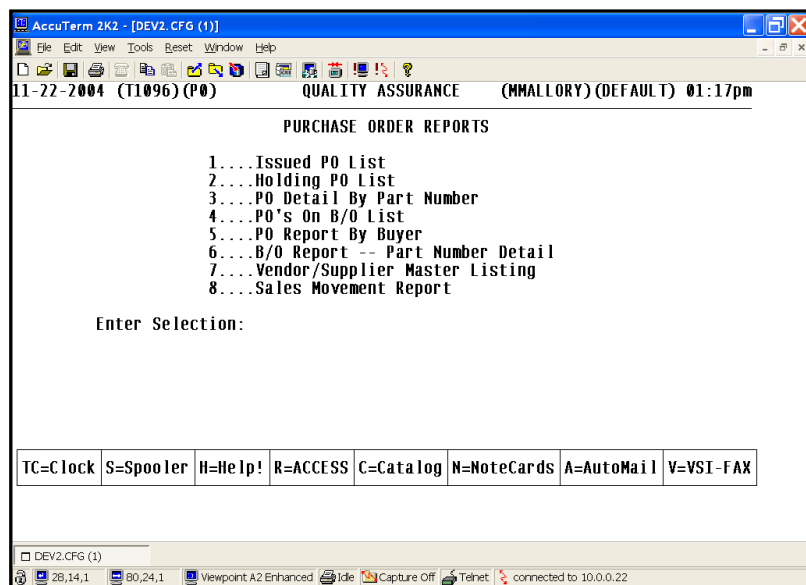 AccuTerm 2K2 - [DEV2.CFG (1)]
File Edit View Tools Reset Window Help
11-22-2004 (T1096)(P0) QUALITY ASSURANCE (MMALLORY)(DEFAULT) 01:17pm
PURCHASE ORDER REPORTS
1....Issued PO List
2....Holding PO List
3....PO Detail By Part Number
4....PO's On B/O List
5....PO Report By Buyer
6....B/O Report -- Part Number Detail
7....Vendor/Supplier Master Listing
8....Sales Movement Report
Enter Selection:
TC=Clock S=Spooler H=Help! R=ACCESS C=Catalog N=NoteCards A=AutoMail V=VSI-FAX
DEV2.CFG (1)
28,14,1 80,24,1 Viewpoint A2 Enhanced Idle Capture Off Telnet connected to 10.0.0.22